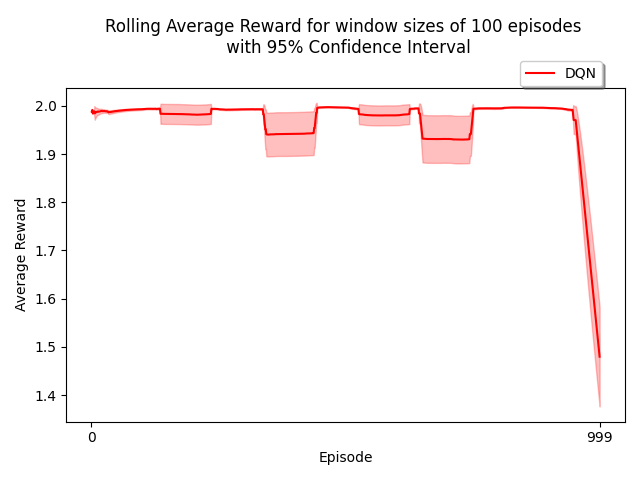 Rolling Average Reward for window sizes of 100 episodes
with 95% Confidence Interval
DQN
2.0
1.9
1.8
1.7
1.6
1.5
1.4
Average Reward
0
999
Episode